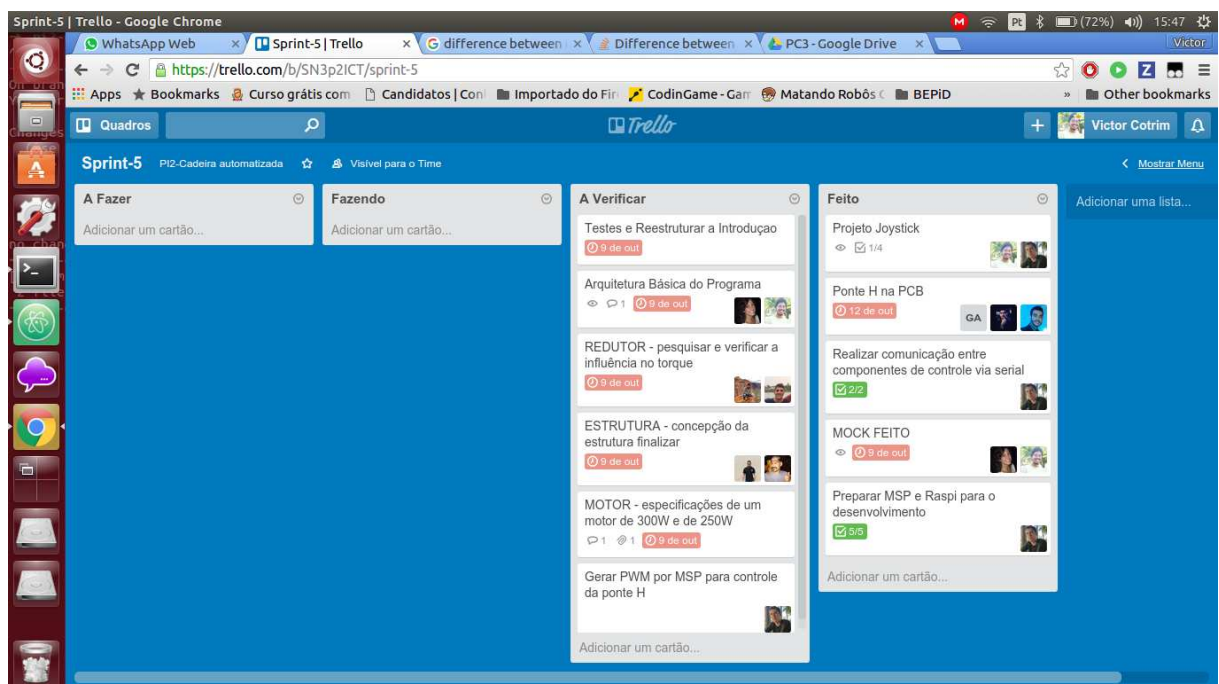 Sprint-5 | Trello - Google Chrome
M Pt (72%) 15:47
WhatsApp Web
Sprint-5 | Trello
difference between
Difference between
PC3 - Google Drive
Victor
https://trello.com/b/SN3p2ICT/sprint-5
Apps Bookmarks Curso grátis com Candidatos | Con Importado do Fir CodinGame - Gam Matando Robôs BEPiD » Other bookmarks
Quadros
Trello
+ Victor Cotrim
Sprint-5 PI2-Cadeira automatizada Visível para o Time
Mostrar Menu
A Fazer
Adicionar um cartão...
Fazendo
Adicionar um cartão...
A Verificar
Testes e Reestruturar a Introduçao
9 de out
Arquitetura Básica do Programa
1 9 de out
REDUTOR - pesquisar e verificar a
influência no torque
9 de out
ESTRUTURA - concepção da
estrutura finalizar
9 de out
MOTOR - especificações de um
motor de 300W e de 250W
1 1 9 de out
Gerar PWM por MSP para controle
da ponte H
Adicionar um cartão...
Feito
Projeto Joystick
1/4
Ponte H na PCB
12 de out
GA
Realizar comunicação entre
componentes de controle via serial
2/2
MOCK FEITO
9 de out
Preparar MSP e Raspi para o
desenvolvimento
5/5
Adicionar um cartão...
Adicionar uma lista...